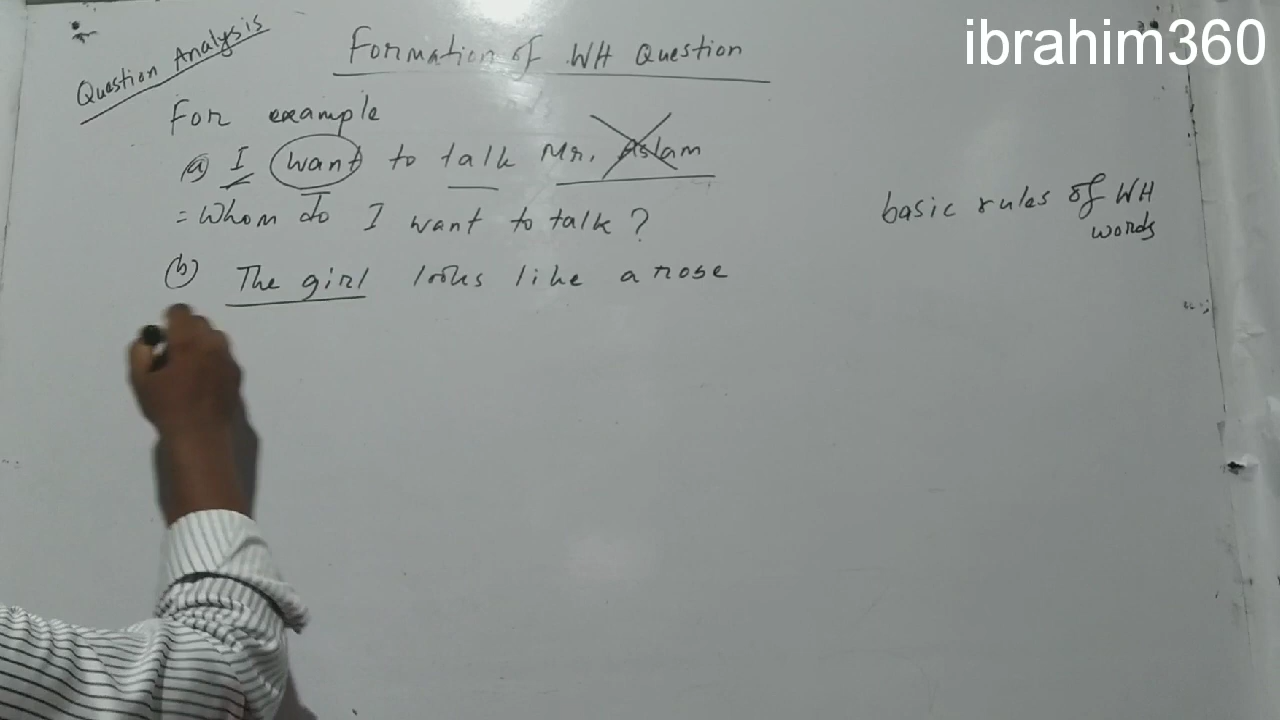 ibrahim360
Question Analysis
Formation of WH Question
For example
(a) I want to talk Mr. Aslam
= Whom do I want to talk?
basic rules of WH
words
(b) The girl looks like a rose